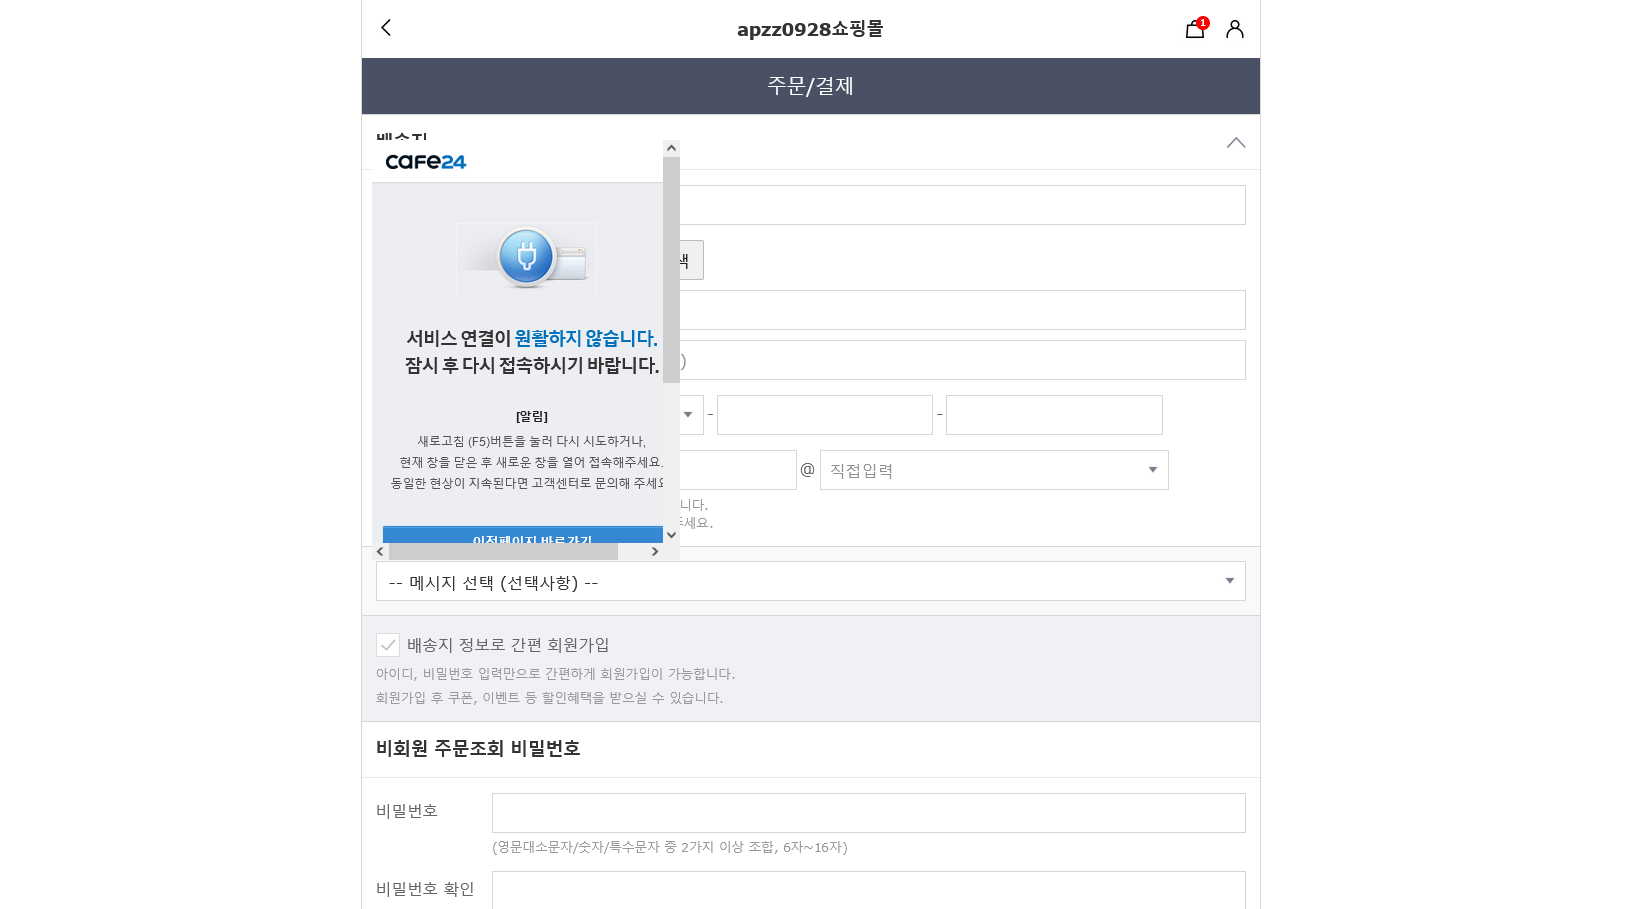 apzz0928쇼핑몰
1
주문/결제
배송지
cafe24
서비스 연결이 원활하지 않습니다.
잠시 후 다시 접속하시기 바랍니다.
[알림]
새로고침 (F5)버튼을 눌러 다시 시도하거나,
현재 창을 닫은 후 새로운 창을 열어 접속해주세요.
동일한 현상이 지속된다면 고객센터로 문의해 주세요
이전페이지 바로가기
색
)
-
-
@
직접입력
니다.
주세요.
-- 메시지 선택 (선택사항) --
배송지 정보로 간편 회원가입
아이디, 비밀번호 입력만으로 간편하게 회원가입이 가능합니다.
회원가입 후 쿠폰, 이벤트 등 할인혜택을 받으실 수 있습니다.
비회원 주문조회 비밀번호
비밀번호
(영문대소문자/숫자/특수문자 중 2가지 이상 조합, 6자~16자)
비밀번호 확인